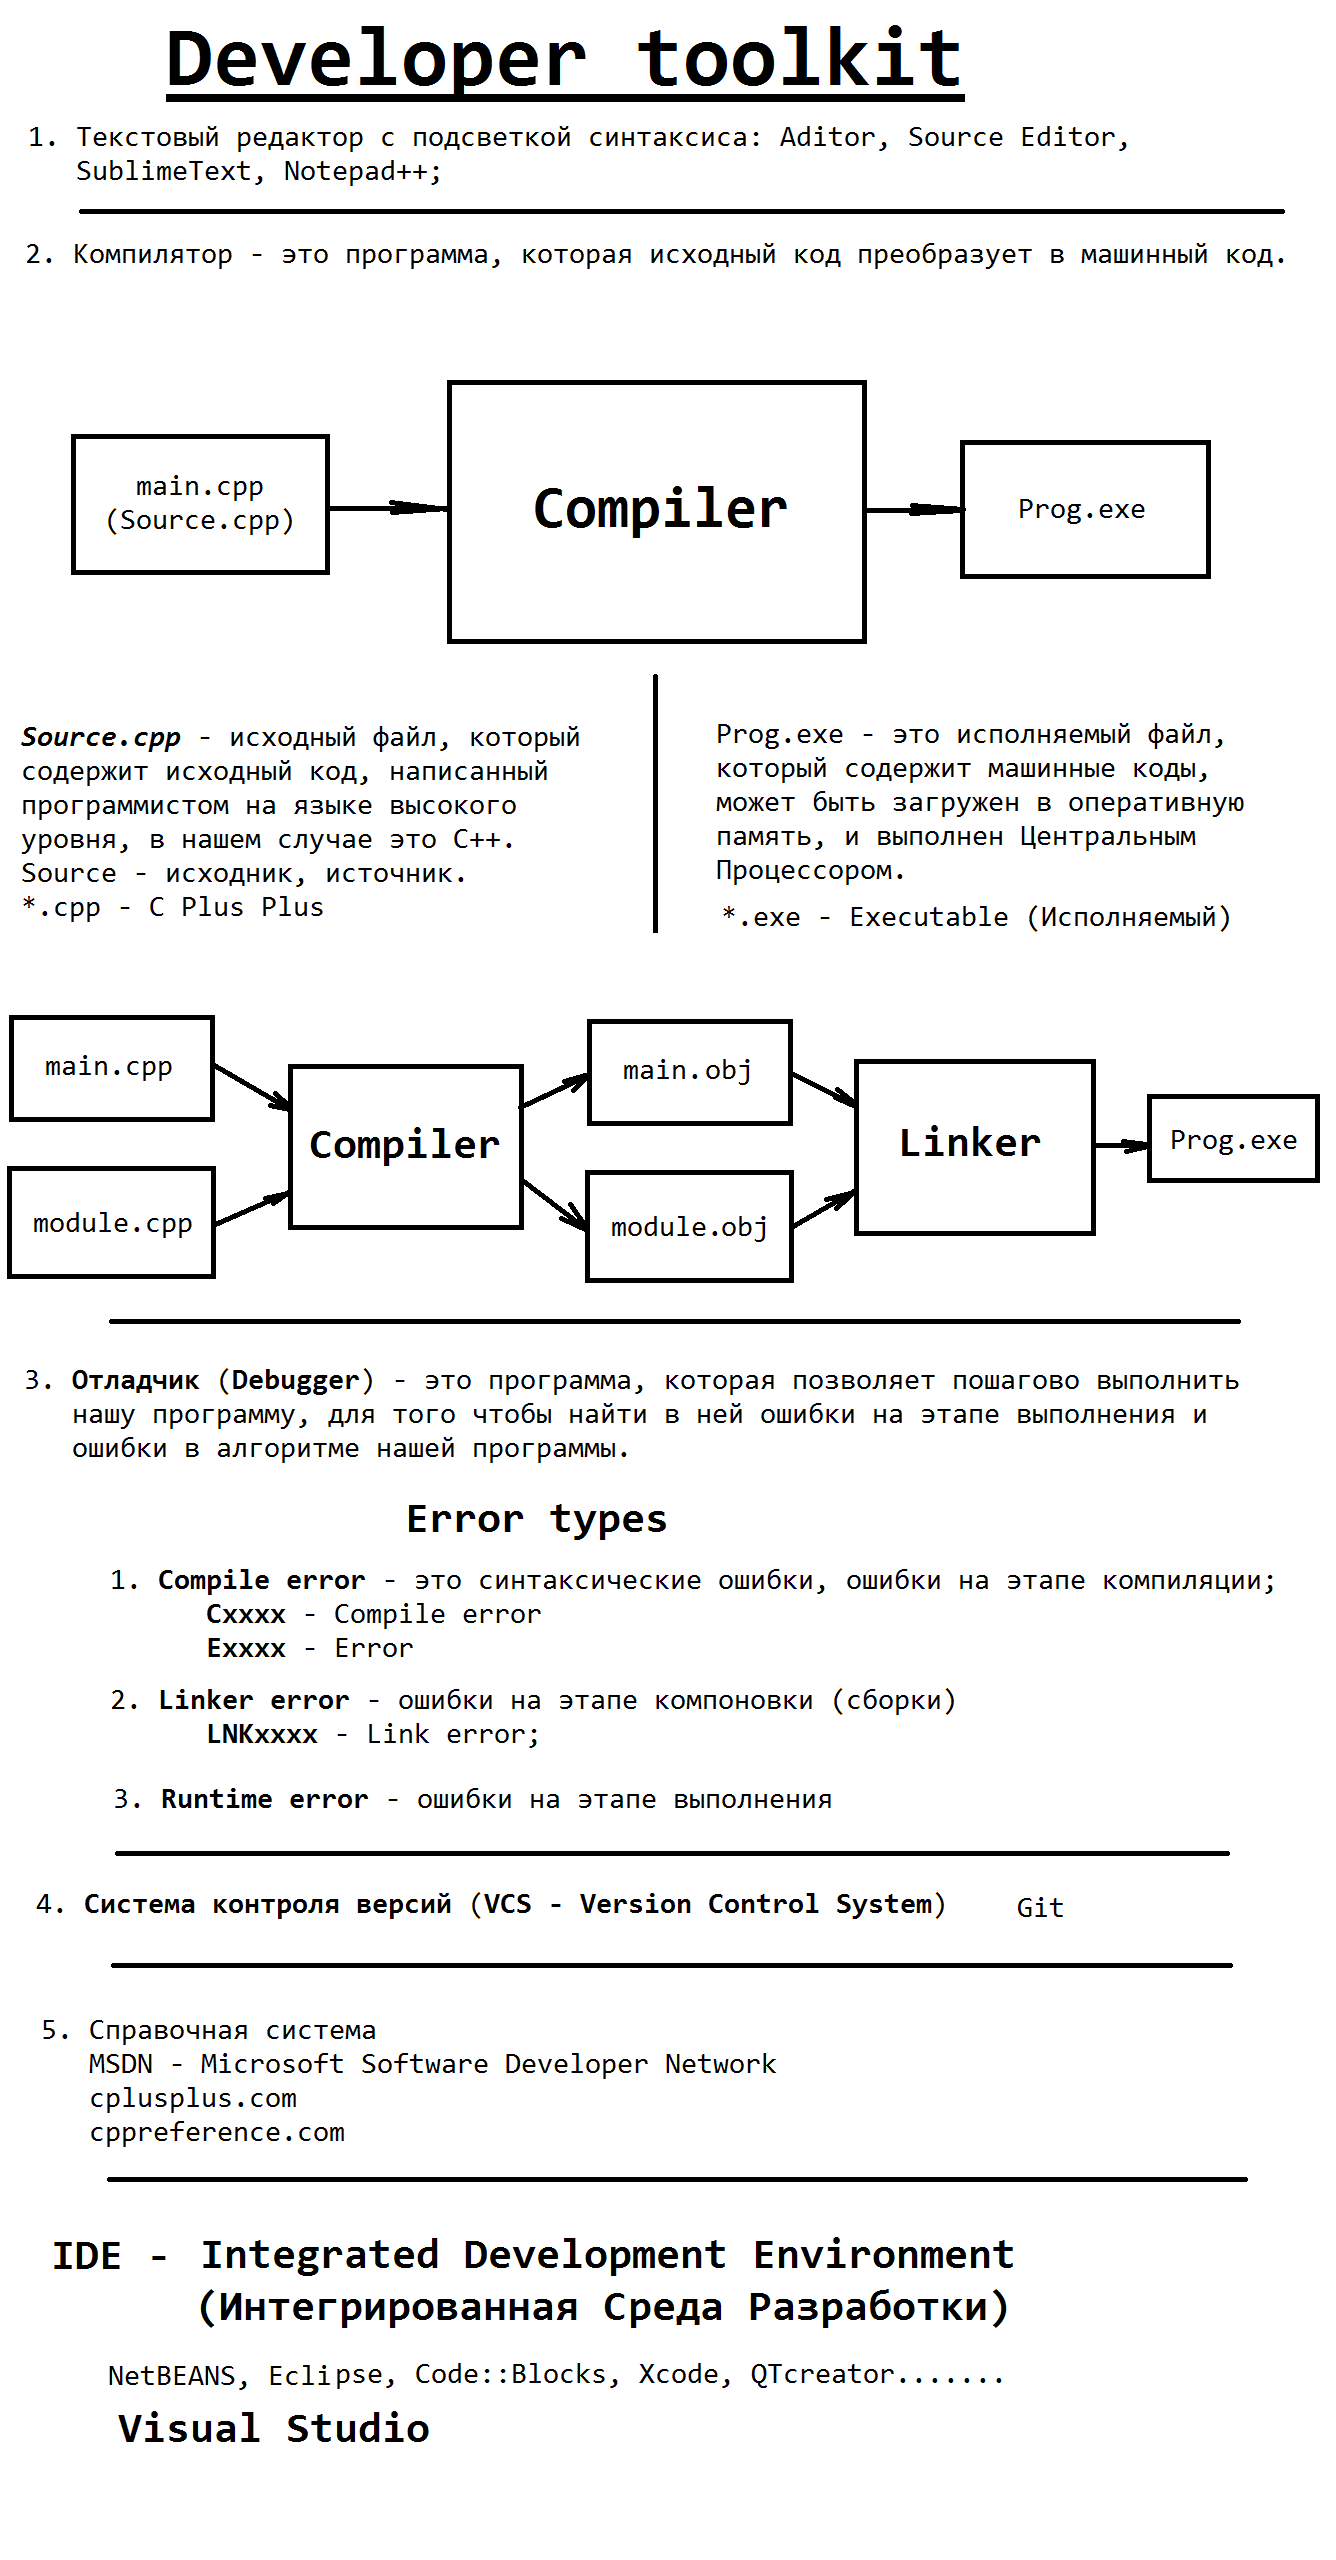 Developer toolkit
1. Текстовый редактор с подсветкой синтаксиса: Aditor, Source Editor,
SublimeText, Notepad++;
2. Компилятор - это программа, которая исходный код преобразует в машинный код.
main.cpp
(Source.cpp)
Compiler
Prog.exe
Source.cpp - исходный файл, который
содержит исходный код, написанный
программистом на языке высокого
уровня, в нашем случае это C++.
Source - исходник, источник.
*.cpp - C Plus Plus
Prog.exe - это исполняемый файл,
который содержит машинные коды,
может быть загружен в оперативную
память, и выполнен Центральным
Процессором.
*.exe - Executable (Исполняемый)
main.cpp
module.cpp
Compiler
main.obj
module.obj
Linker
Prog.exe
3. Отладчик (Debugger) - это программа, которая позволяет пошагово выполнить
нашу программу, для того чтобы найти в ней ошибки на этапе выполнения и
ошибки в алгоритме нашей программы.
Error types
1. Compile error - это синтаксические ошибки, ошибки на этапе компиляции;
Cxxxx - Compile error
Exxxx - Error
2. Linker error - ошибки на этапе компоновки (сборки)
LNKxxxx - Link error;
3. Runtime error - ошибки на этапе выполнения
4. Система контроля версий (VCS - Version Control System) Git
5. Справочная система
MSDN - Microsoft Software Developer Network
cplusplus.com
cppreference.com
IDE - Integrated Development Environment
(Интегрированная Среда Разработки)
NetBEANS, Eclipse, Code::Blocks, Xcode, QTcreator.......
Visual Studio